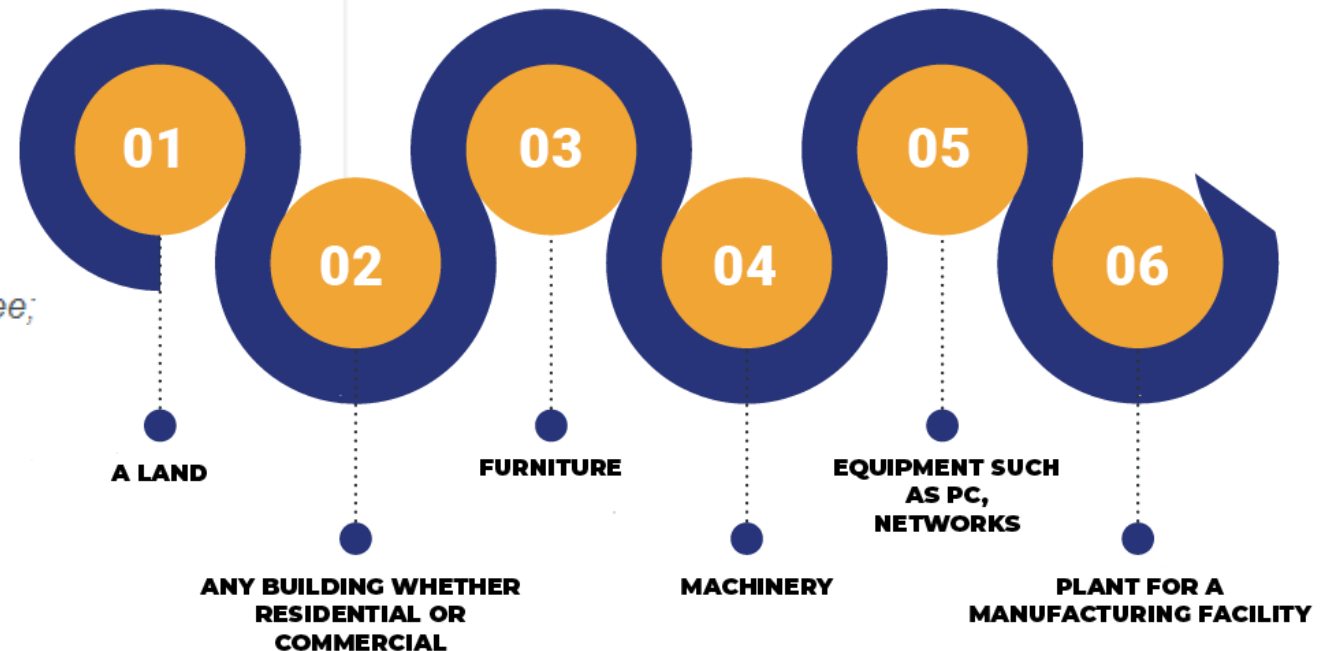 01
02
03
04
05
06
ee;
A LAND
ANY BUILDING WHETHER
RESIDENTIAL OR
COMMERCIAL
FURNITURE
MACHINERY
EQUIPMENT SUCH
AS PC,
NETWORKS
PLANT FOR A
MANUFACTURING FACILITY